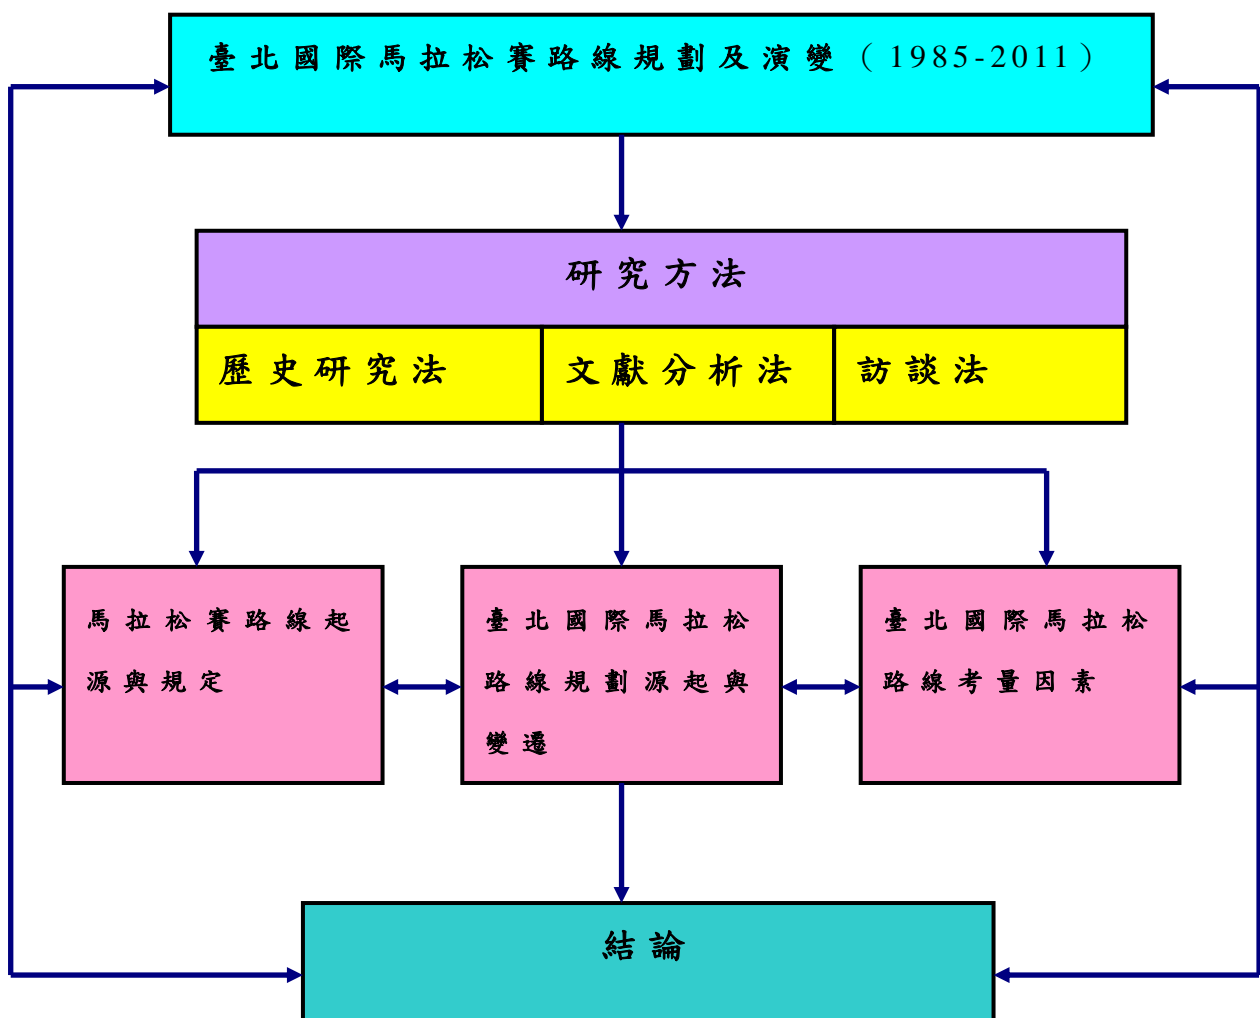 臺北國際馬拉松賽路線規劃及演變（1985-2011）
研究方法
歷史研究法
文獻分析法
訪談法
馬拉松賽路線起
源與規定
臺北國際馬拉松
路線規劃源起與
變遷
臺北國際馬拉松
路線考量因素
結論